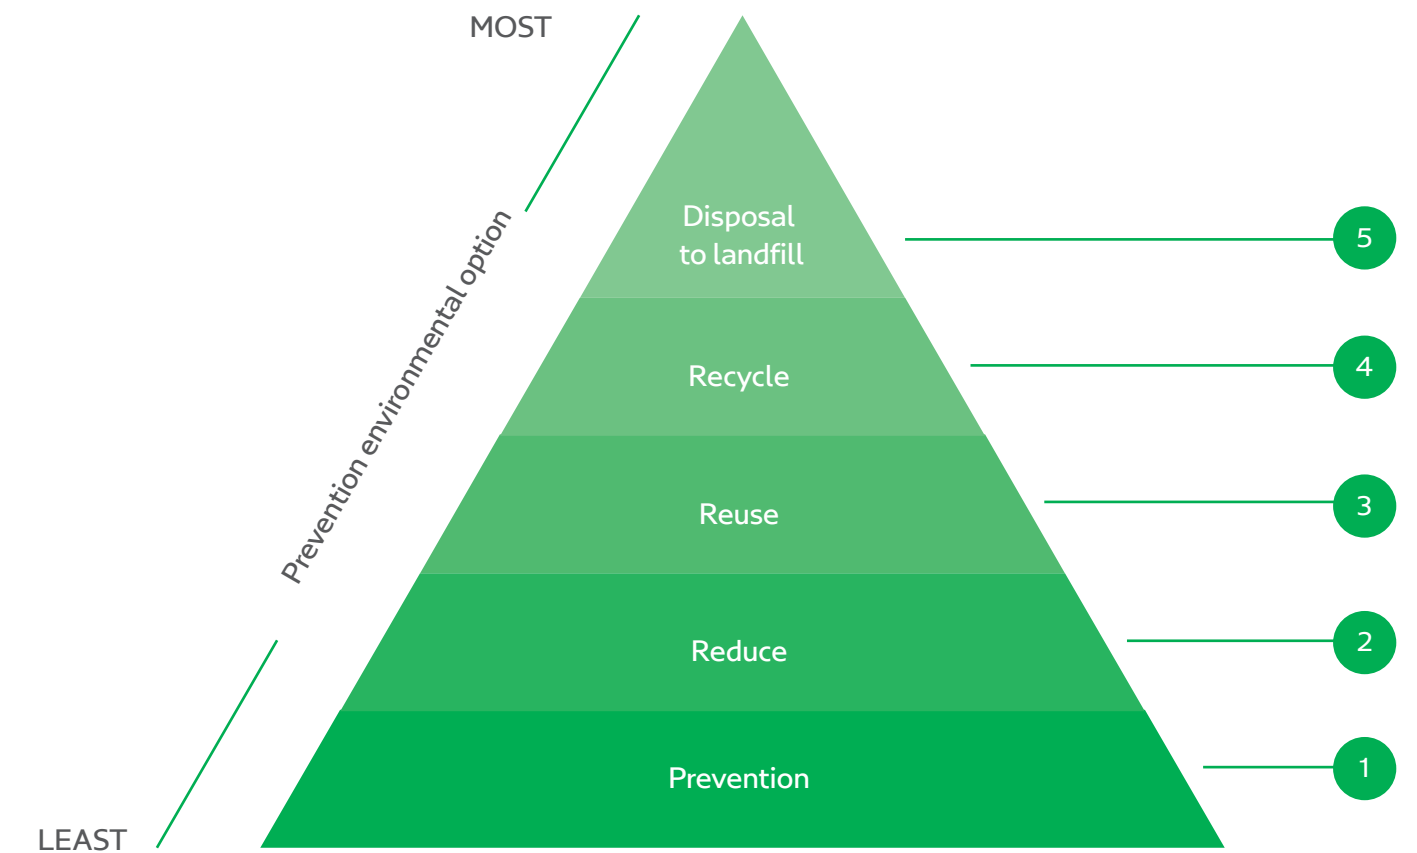 MOST
Prevention environmental option
LEAST
Disposal
to landfill
5
Recycle
4
Reuse
3
Reduce
2
Prevention
1